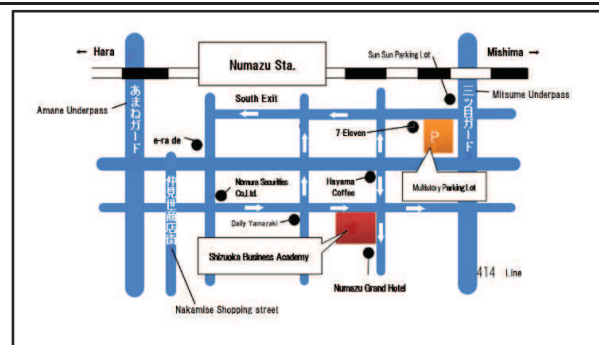 ← Hara
Numazu Sta.
Sun Sun Parking Lot
Mishima →
Mitsume Underpass
South Exit
Amane Underpass
あまねガード
三ツ目ガード
7-Eleven
P
e-ra de
Nomura Securities
Co,Ltd.
Hayama
Coffee
Multistory Parking Lot
仲見世商店街
Daily Yamazaki
Shizuoka Business Academy
Numazu Grand Hotel
414 Line
Nakamise Shopping street